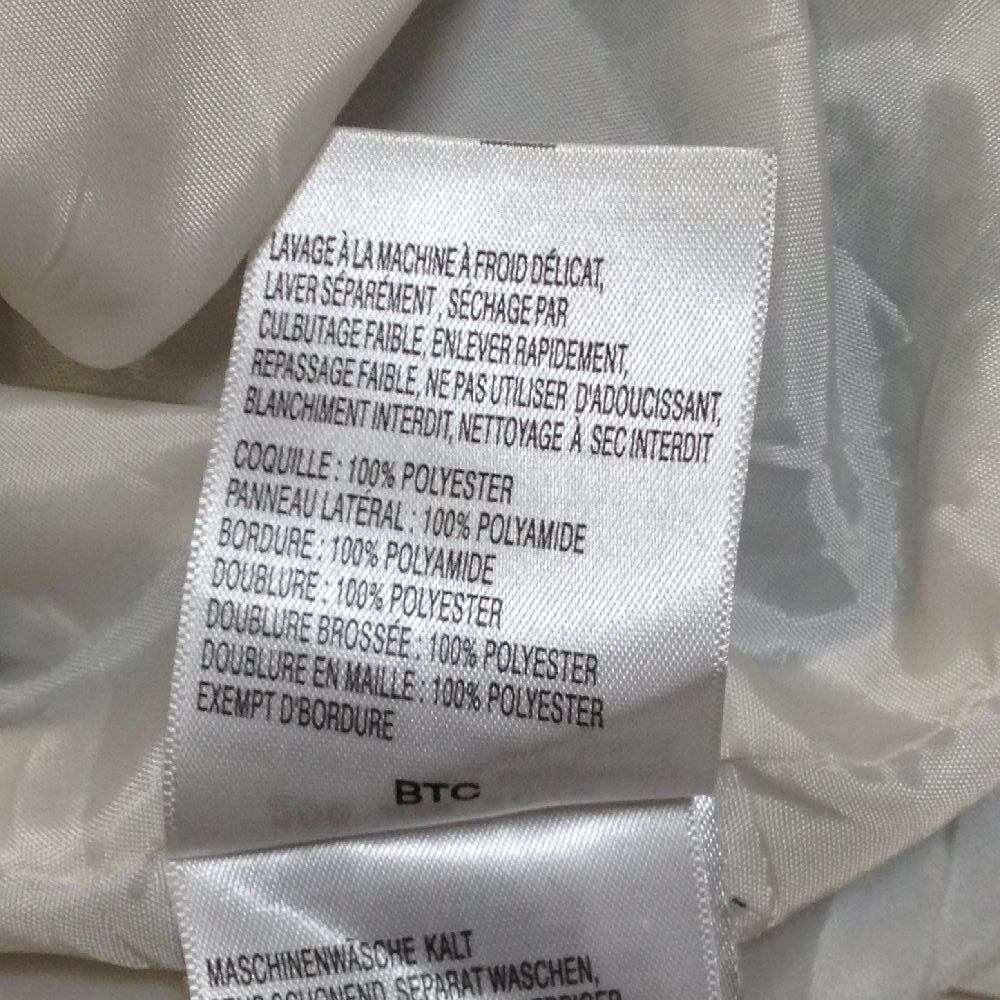 LAVAGE À LA MACHINE À FROID DÉLICAT,
LAVER SÉPARÉMENT, SÉCHAGE PAR
CULBUTAGE FAIBLE, ENLEVER RAPIDEMENT,
REPASSAGE FAIBLE, NE PAS UTILISER D'ADOUCISSANT,
BLANCHIMENT INTERDIT, NETTOYAGE À SEC INTERDIT
COQUILLE : 100% POLYESTER
PANNEAU LATÉRAL : 100% POLYAMIDE
BORDURE : 100% POLYAMIDE
DOUBLURE : 100% POLYESTER
DOUBLURE BROSSÉE : 100% POLYESTER
DOUBLURE EN MAILLE : 100% POLYESTER
EXEMPT D'BORDURE
BTC
MASCHINENWÄSCHE KALT
SCHONEND, SEPARAT WASCHEN,